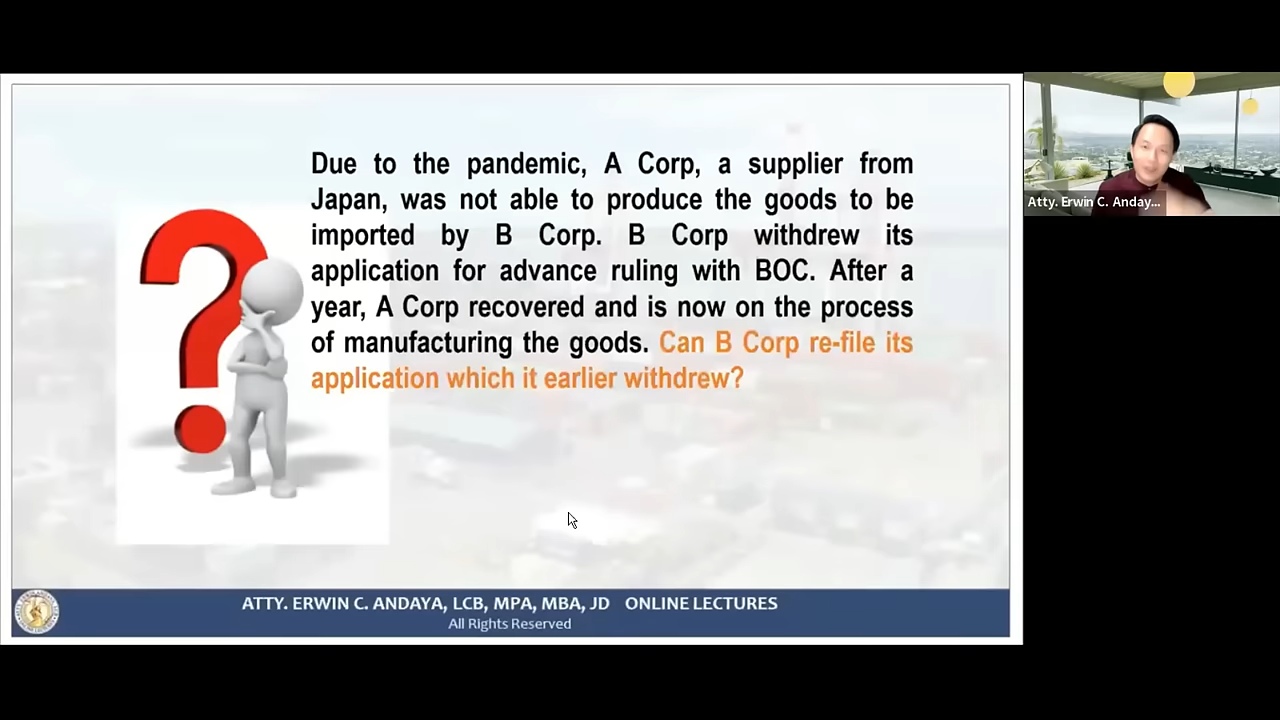 Due to the pandemic, A Corp, a supplier from
Japan, was not able to produce the goods to be
imported by B Corp. B Corp withdrew its
application for advance ruling with BOC. After a
year, A Corp recovered and is now on the process
of manufacturing the goods. Can B Corp re-file its
application which it earlier withdrew?
Atty. Erwin C. Anday...
ATTY. ERWIN C. ANDAYA, LCB, MPA, MBA, JD ONLINE LECTURES
All Rights Reserved